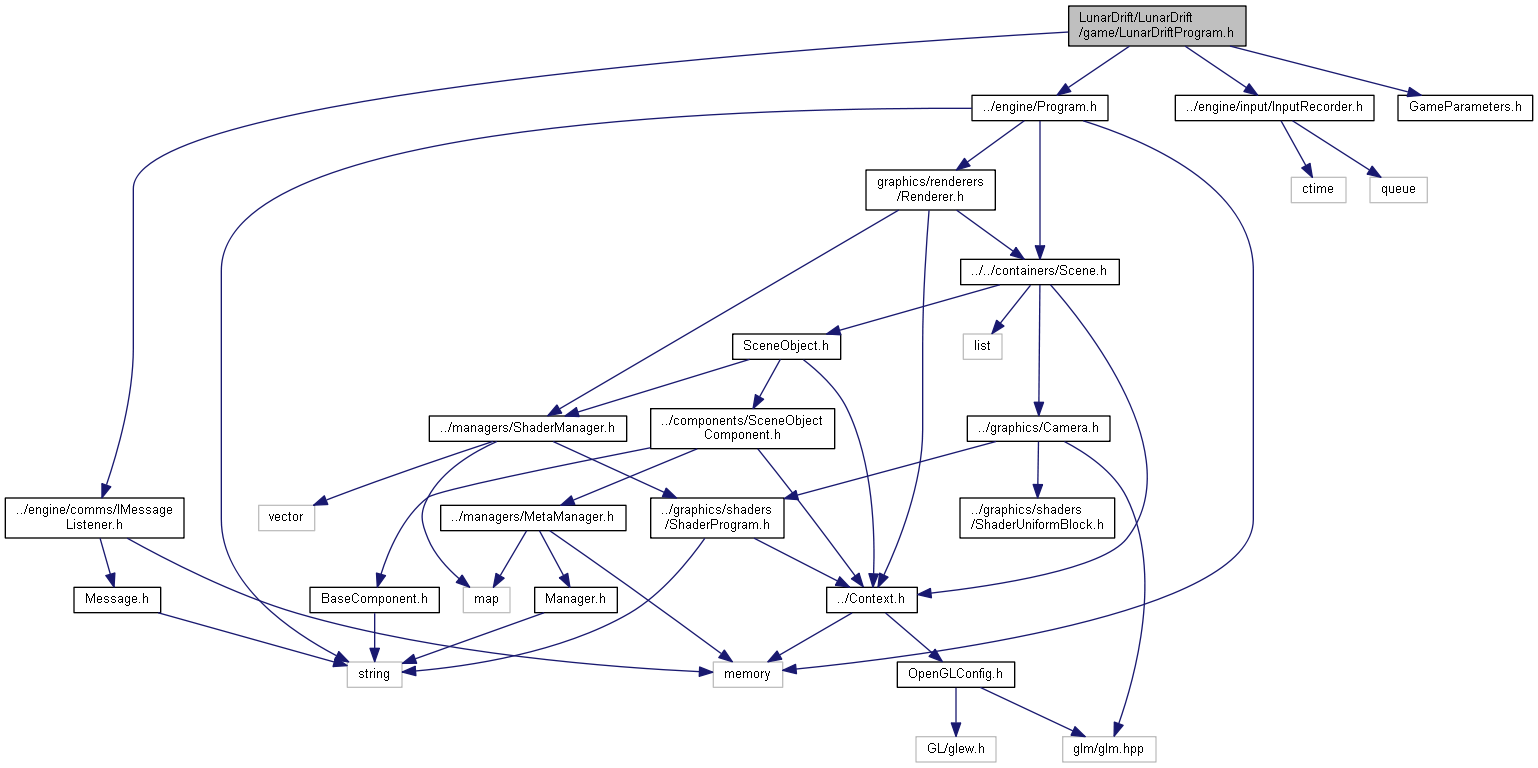 LunarDrift/LunarDrift
/game/LunarDriftProgram.h
../engine/Program.h
../engine/input/InputRecorder.h
GameParameters.h
graphics/renderers
/Renderer.h
ctime
queue
../../containers/Scene.h
SceneObject.h
list
../managers/ShaderManager.h
../components/SceneObject
Component.h
../graphics/Camera.h
../engine/comms/IMessage
Listener.h
vector
../managers/MetaManager.h
../graphics/shaders
/ShaderProgram.h
../graphics/shaders
/ShaderUniformBlock.h
Message.h
BaseComponent.h
map
Manager.h
../Context.h
string
memory
OpenGLConfig.h
GL/glew.h
glm/glm.hpp